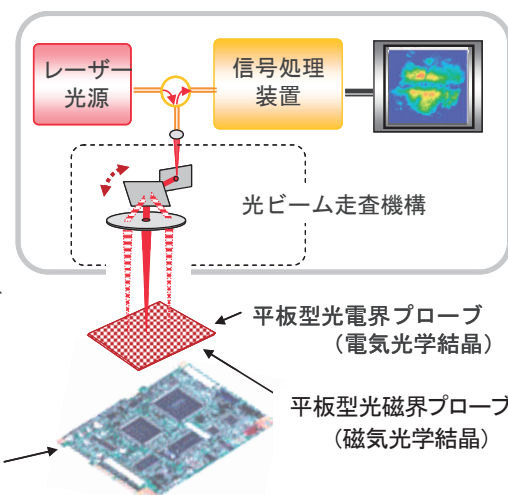 レーザー
光源
信号処理
装置
光ビーム走査機構
平板型光電界プローブ
（電気光学結晶）
平板型光磁界プローブ
（磁気光学結晶）